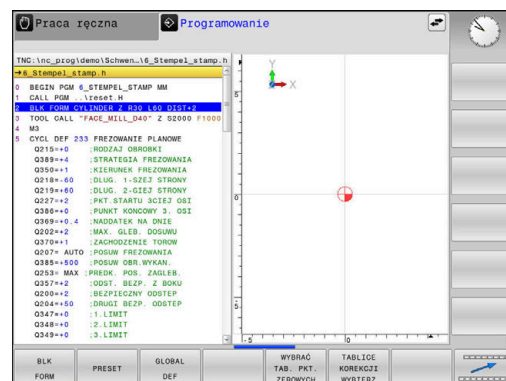 Praca ręczna
Programowanie
TNC:\nc_prog\demo\Schwen…\6_Stempel_stamp.h
→6_Stempel_stamp.h
0 BEGIN PGM 6_STEMPEL_STAMP MM
1 CALL PGM ..\reset.H
2 BLK FORM CYLINDER Z R30 L60 DIST+2
3 TOOL CALL "FACE_MILL_D40" Z S2000 F1000
4 M3
5 CYCL DEF 233 FREZOWANIE PLANOWE
Q215=+0 ;RODZAJ OBROBKI
Q389=+4 ;STRATEGIA FREZOWANIA
Q350=+1 ;KIERUNEK FREZOWANIA
Q218=-60 ;DLUG. 1-SZEJ STRONY
Q219=+60 ;DLUG. 2-GIEJ STRONY
Q227=+2 ;PKT.STARTU 3CIEJ OSI
Q386=+0 ;PUNKT KONCOWY 3. OSI
Q369=+0.4 ;NADDATEK NA DNIE
Q202=+2 ;MAX. GLEB. DOSUWU
Q370=+1 ;ZACHODZENIE TOROW
Q207= AUTO ;POSUW FREZOWANIA
Q385=+500 ;POSUW OBR.WYKAN.
Q253= MAX ;PREDK. POS. ZAGLEB.
Q357=+2 ;ODST. BEZP. Z BOKU
Q200=+2 ;BEZPIECZNY ODSTEP
Q204=+50 ;DRUGI BEZP. ODSTEP
Q347=+0 ;1.LIMIT
Q348=+0 ;2.LIMIT
Q349=+0 ;3.LIMIT
Y
X
5
0
-5
-5
0
BLK
FORM
PRESET
GLOBAL
DEF
WYBRAĆ
TAB. PKT.
ZEROWYCH
TABLICE
KOREKCJI
WYBIERZ